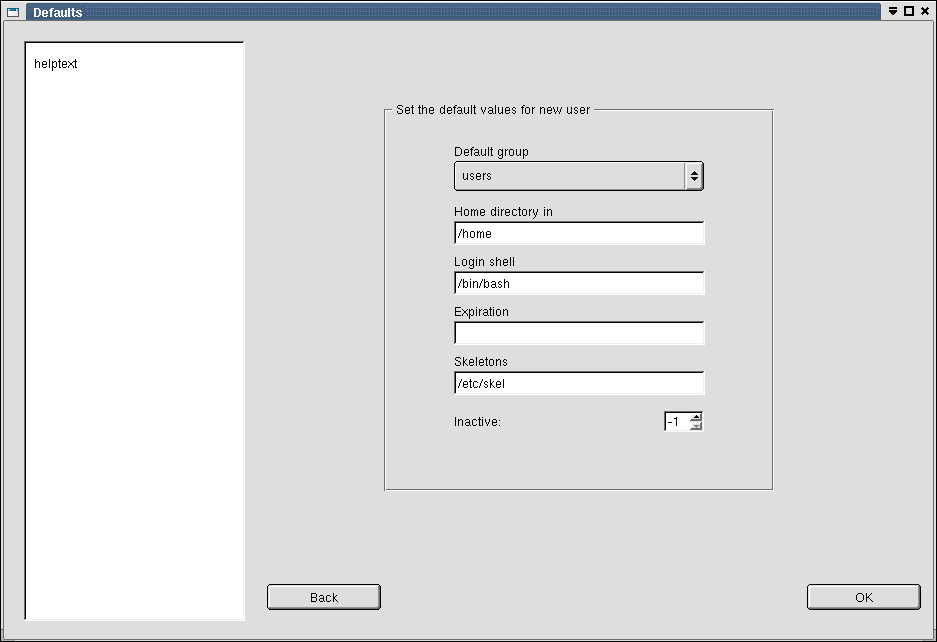 Defaults
helptext
Set the default values for new user
Default group
users
Home directory in
/home
Login shell
/bin/bash
Expiration
Skeletons
/etc/skel
Inactive: -1
Back OK